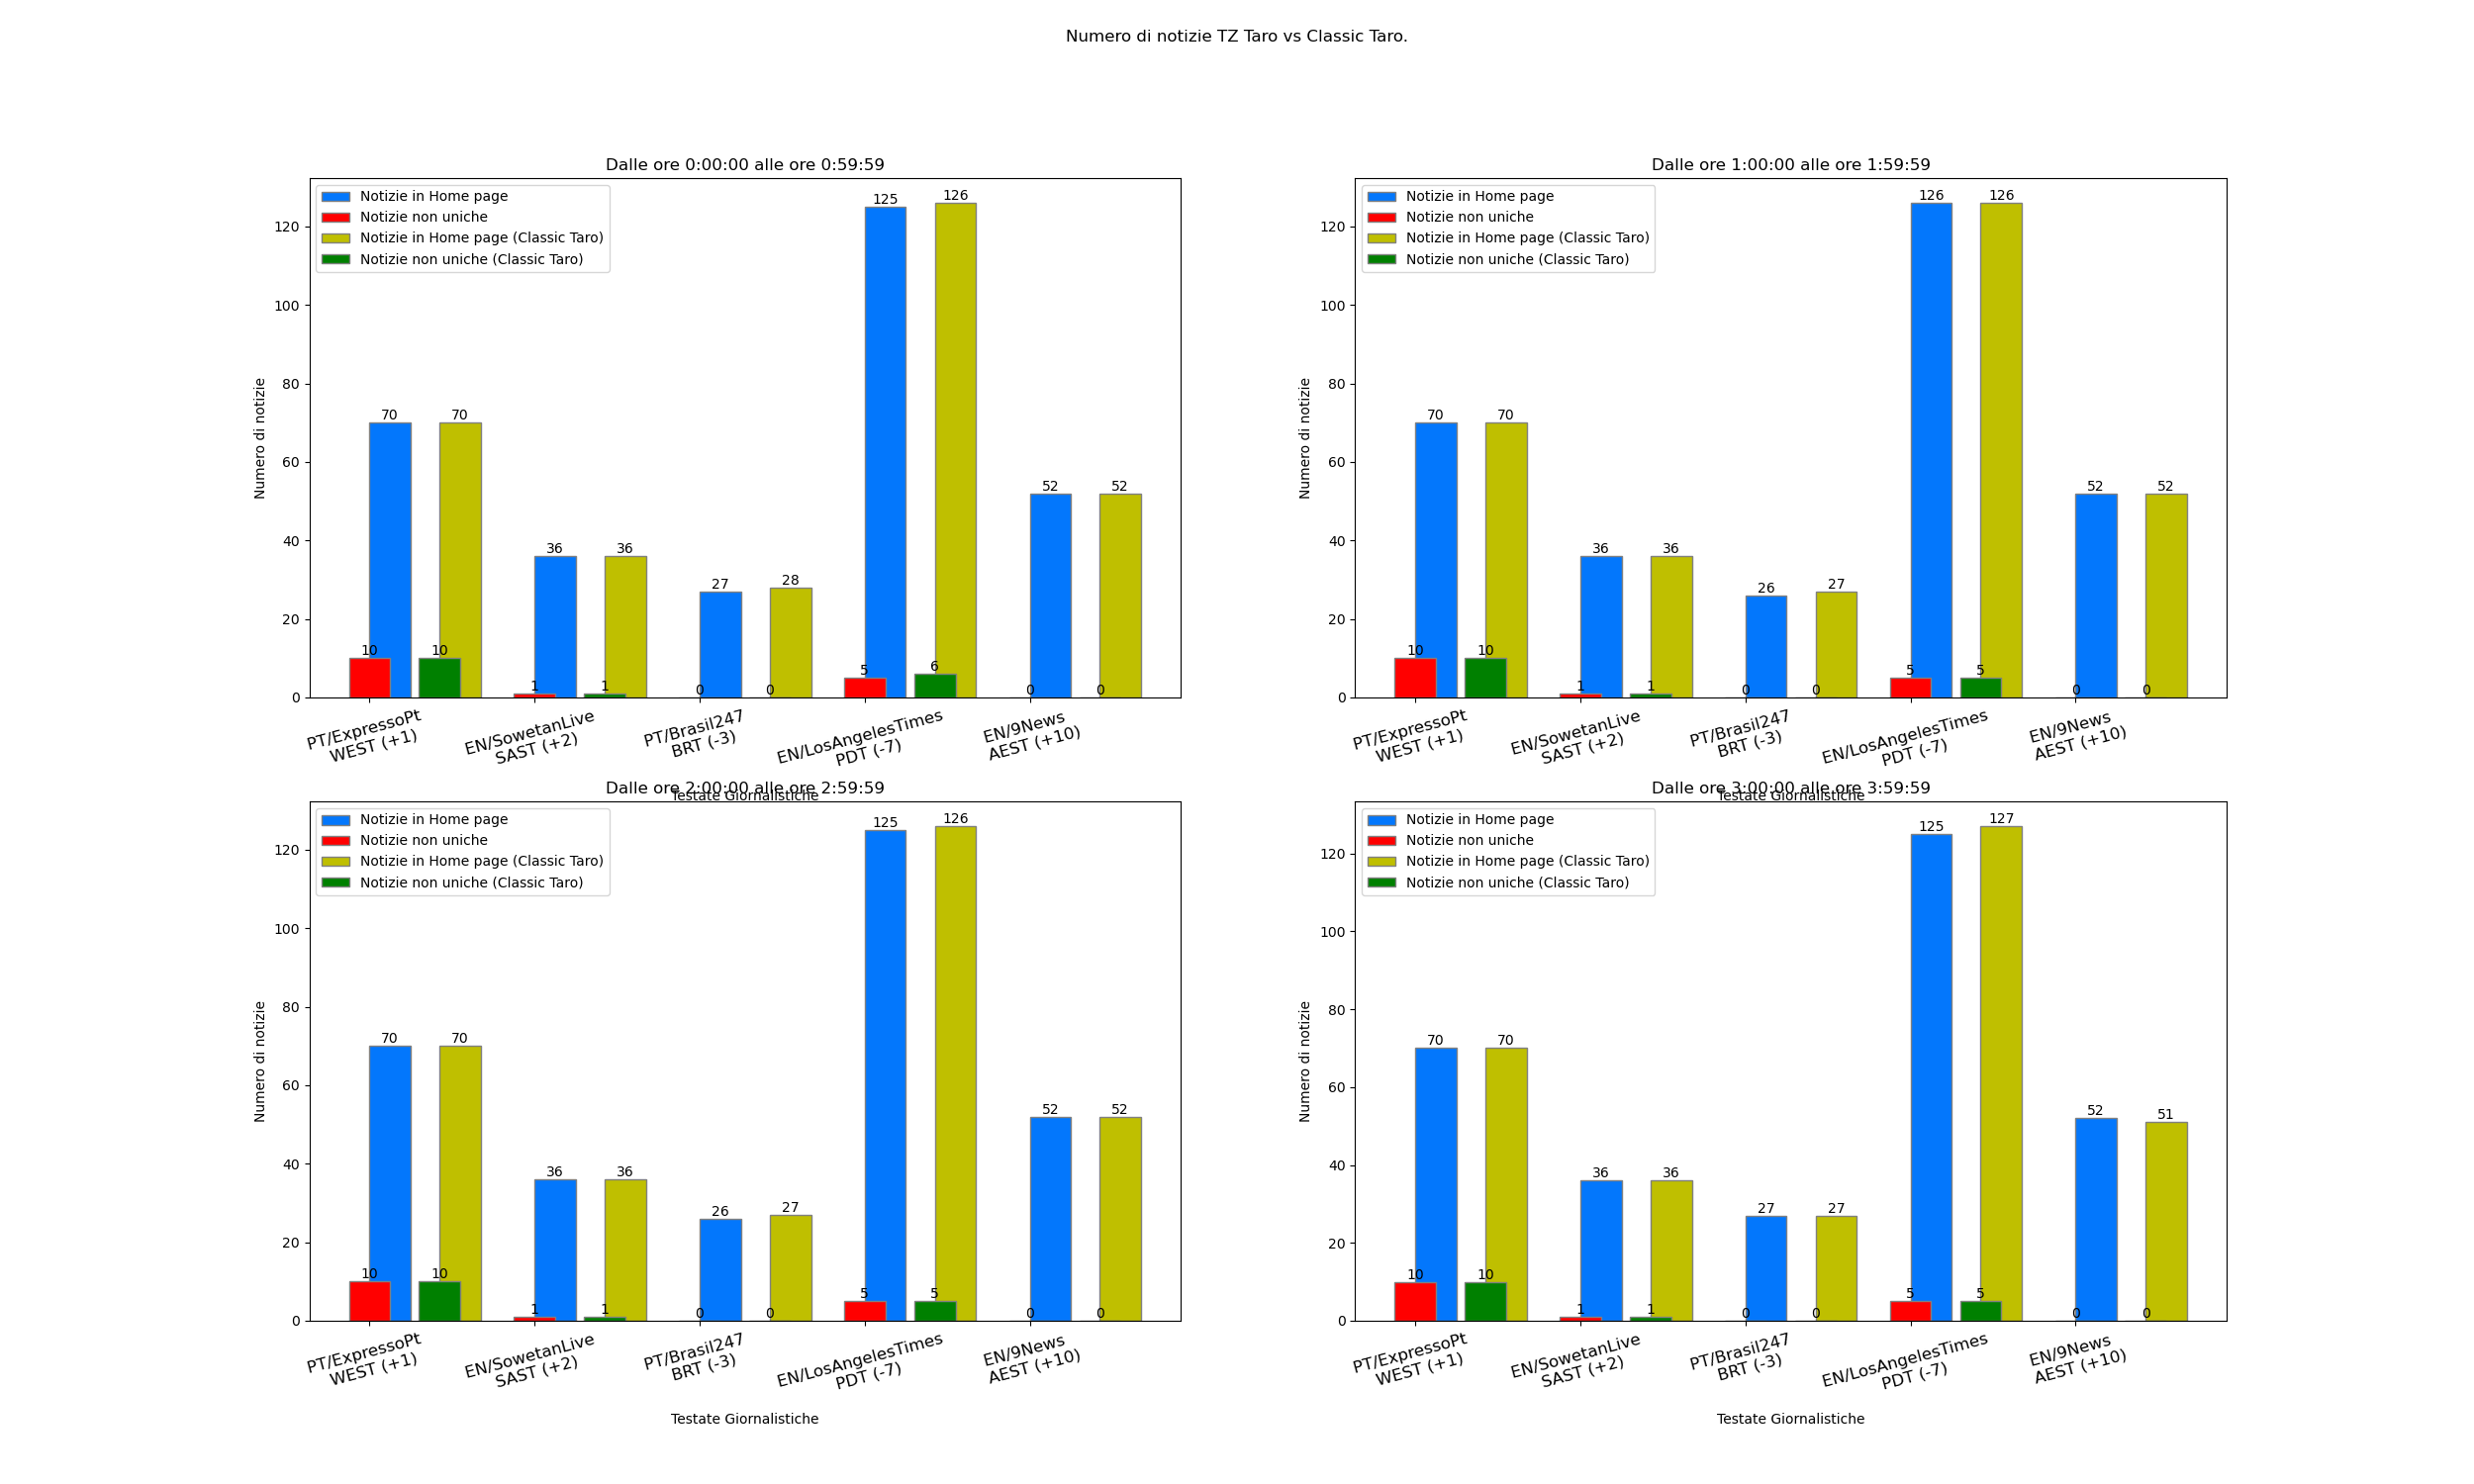 Numero di notizie TZ Taro vs Classic Taro.
Dalle ore 0:00:00 alle ore 0:59:59
Notizie in Home page
Notizie non uniche
Notizie in Home page (Classic Taro)
Notizie non uniche (Classic Taro)
Numero di notizie
120
100
80
60
40
20
0
70
70
10
10
36
36
1
1
27
28
0
0
125
126
5
6
52
52
0
0
PT/ExpressoPt
WEST (+1)
EN/SowetanLive
SAST (+2)
PT/Brasil247
BRT (-3)
EN/LosAngelesTimes
PDT (-7)
EN/9News
AEST (+10)
Testate Giornalistiche
Dalle ore 1:00:00 alle ore 1:59:59
Notizie in Home page
Notizie non uniche
Notizie in Home page (Classic Taro)
Notizie non uniche (Classic Taro)
Numero di notizie
120
100
80
60
40
20
0
70
70
10
10
36
36
1
1
26
27
0
0
126
126
5
5
52
52
0
0
PT/ExpressoPt
WEST (+1)
EN/SowetanLive
SAST (+2)
PT/Brasil247
BRT (-3)
EN/LosAngelesTimes
PDT (-7)
EN/9News
AEST (+10)
Testate Giornalistiche
Dalle ore 2:00:00 alle ore 2:59:59
Notizie in Home page
Notizie non uniche
Notizie in Home page (Classic Taro)
Notizie non uniche (Classic Taro)
Numero di notizie
120
100
80
60
40
20
0
70
70
10
10
36
36
1
1
26
27
0
0
125
126
5
5
52
52
0
0
PT/ExpressoPt
WEST (+1)
EN/SowetanLive
SAST (+2)
PT/Brasil247
BRT (-3)
EN/LosAngelesTimes
PDT (-7)
EN/9News
AEST (+10)
Testate Giornalistiche
Dalle ore 3:00:00 alle ore 3:59:59
Notizie in Home page
Notizie non uniche
Notizie in Home page (Classic Taro)
Notizie non uniche (Classic Taro)
Numero di notizie
120
100
80
60
40
20
0
70
70
10
10
36
36
1
1
27
27
0
0
125
127
5
5
52
51
0
0
PT/ExpressoPt
WEST (+1)
EN/SowetanLive
SAST (+2)
PT/Brasil247
BRT (-3)
EN/LosAngelesTimes
PDT (-7)
EN/9News
AEST (+10)
Testate Giornalistiche